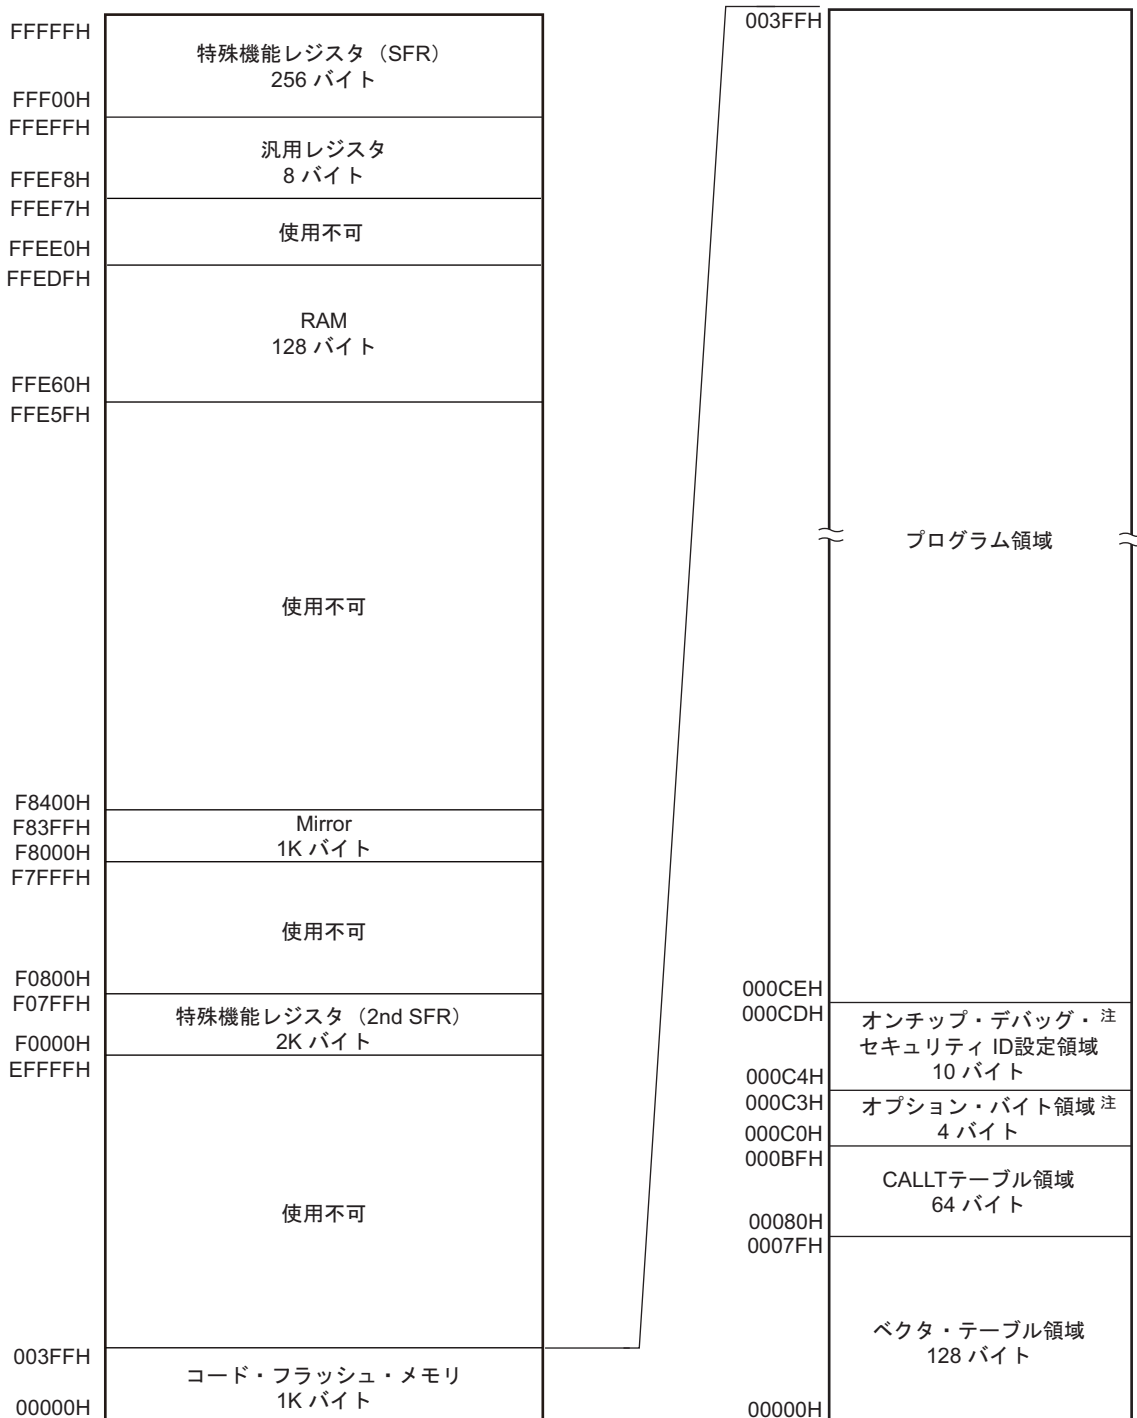 FFFFFH
特殊機能レジスタ（SFR）
256 バイト
FFF00H
FFEFFH
汎用レジスタ
8 バイト
FFEF8H
FFEF7H
使用不可
FFEE0H
FFEDFH
RAM
128 バイト
FFE60H
FFE5FH
使用不可
F8400H
F83FFH
Mirror
1K バイト
F8000H
F7FFFH
使用不可
F0800H
F07FFH
特殊機能レジスタ（2nd SFR）
2K バイト
F0000H
EFFFFH
使用不可
003FFH
コード・フラッシュ・メモリ
1K バイト
00000H
003FFH
プログラム領域
000CEH
000CDH
オンチップ・デバッグ・注
セキュリティ ID設定領域
10 バイト
000C4H
000C3H
オプション・バイト領域注
4 バイト
000C0H
000BFH
CALLTテーブル領域
64 バイト
00080H
0007FH
ベクタ・テーブル領域
128 バイト
00000H